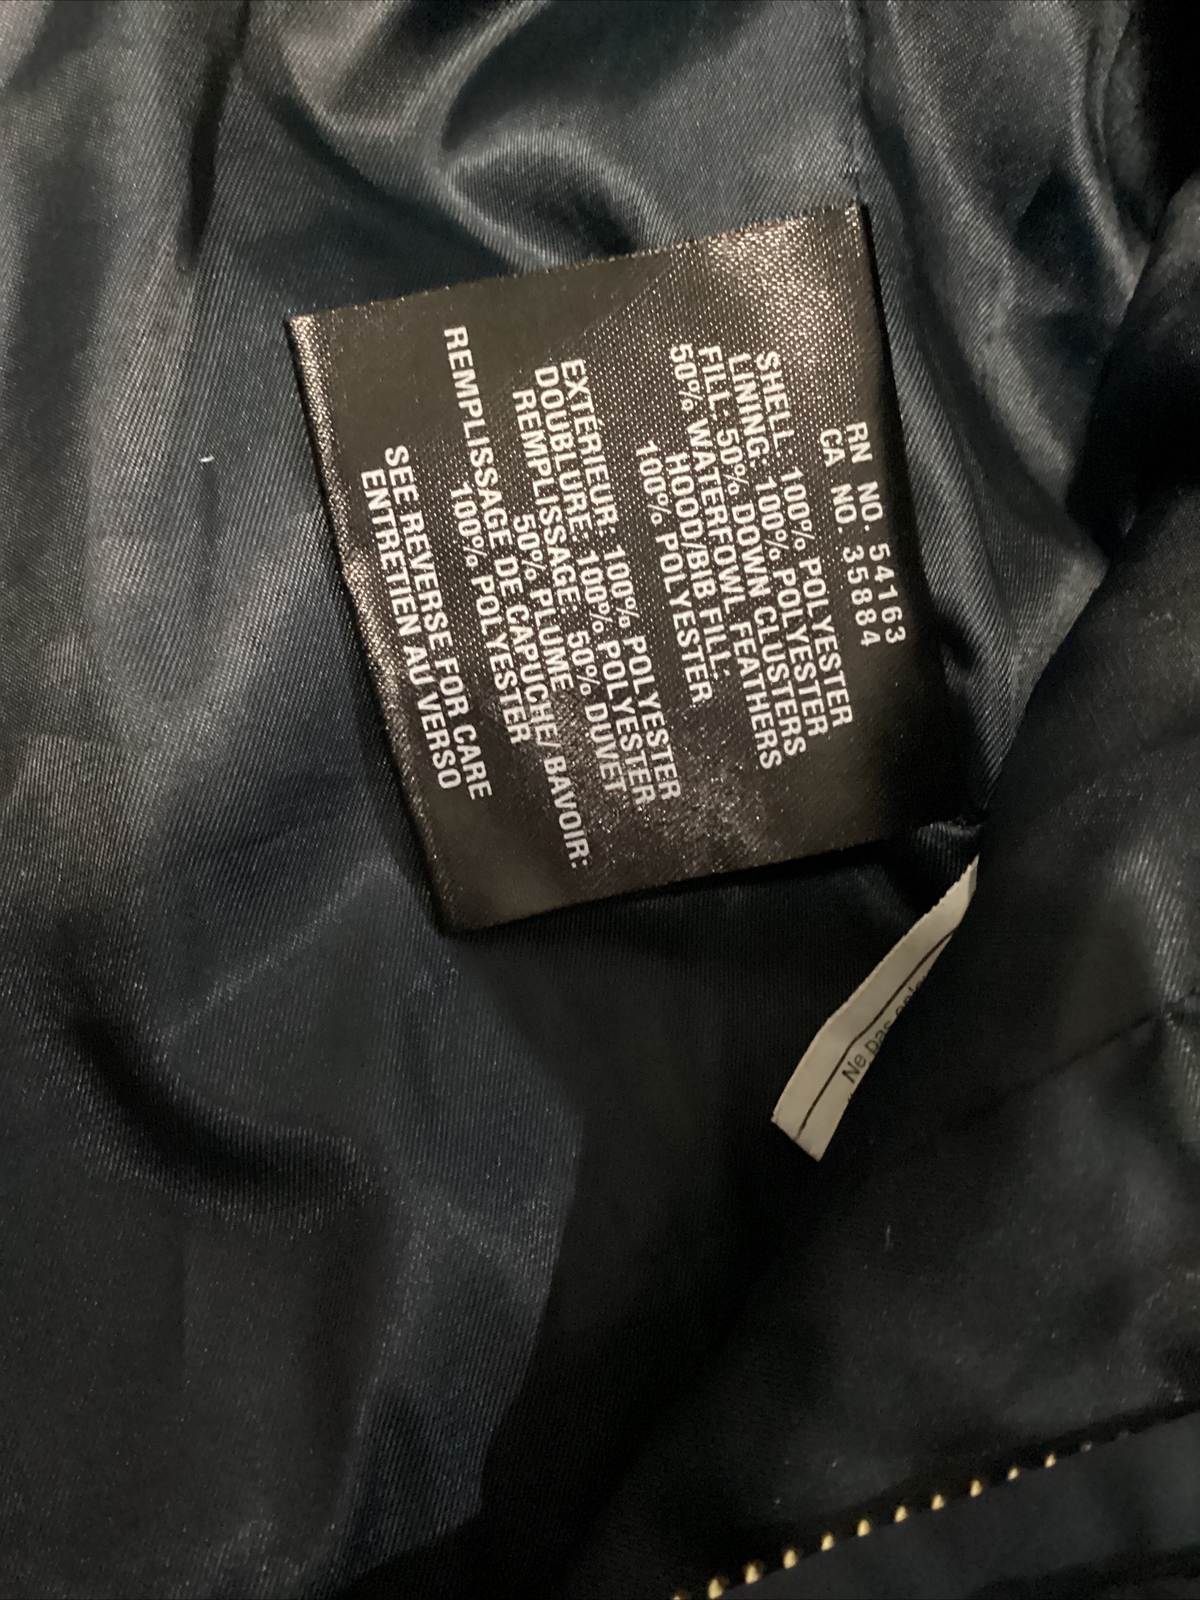 RN NO. 54163
CA NO 35884
SHELL: 100% POLYESTER
LINING: 100% POLYESTER
FILL: 50% DOWN CLUSTERS
50% WATERFOWL FEATHERS
HOOD/BIB FILL:
100% POLYESTER
EXTERIEUR: 100% POLYESTER
DOUBLURE: 100% POLYESTER
REMPLISSAGE: 50% DUVET
50% PLUME
REMPLISSAGE DE CAPUCHE/ BAVOIR:
100% POLYESTER
SEE REVERSE FOR CARE
ENTRETIEN AU VERSO
Ne pas